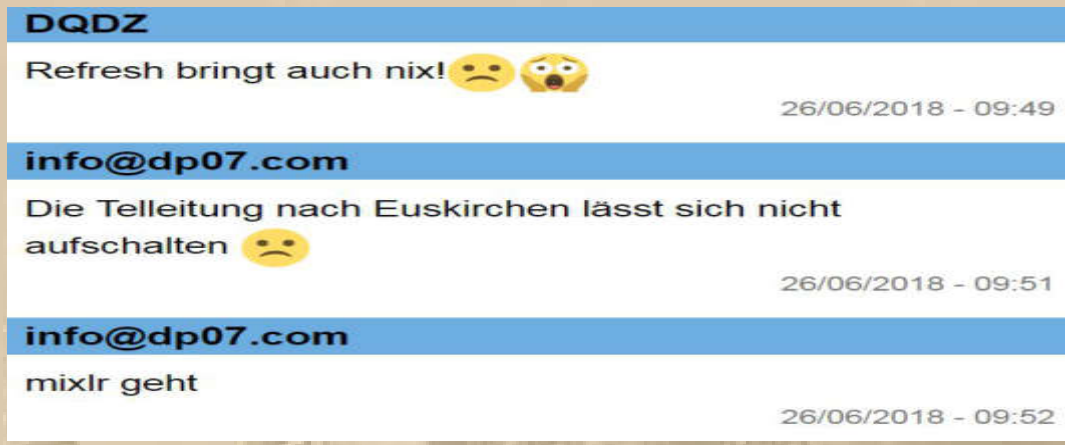 DQDZ
Refresh bringt auch nix!😕😱
26/06/2018 - 09:49
info@dp07.com
Die Telleitung nach Euskirchen lässt sich nicht
aufschalten 🙁
26/06/2018 - 09:51
info@dp07.com
mixlr geht
26/06/2018 - 09:52